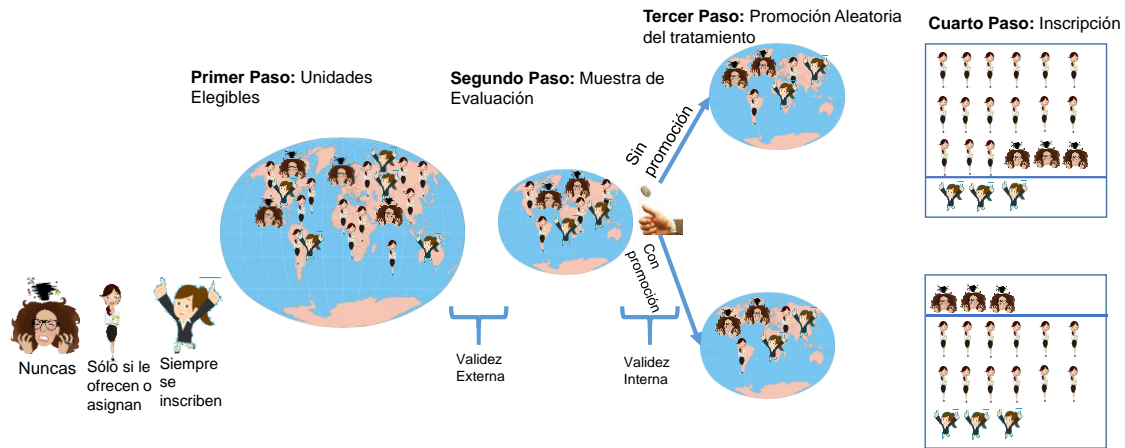 Primer Paso: Unidades
Elegibles
Segundo Paso: Muestra de
Evaluación
Tercer Paso: Promoción Aleatoria
del tratamiento
Cuarto Paso: Inscripción
Sin
promoción
Con
promoción
Validez
Externa
Validez
Interna
Nuncas
Sólo si le
ofrecen o
asignan
Siempre
se
inscriben